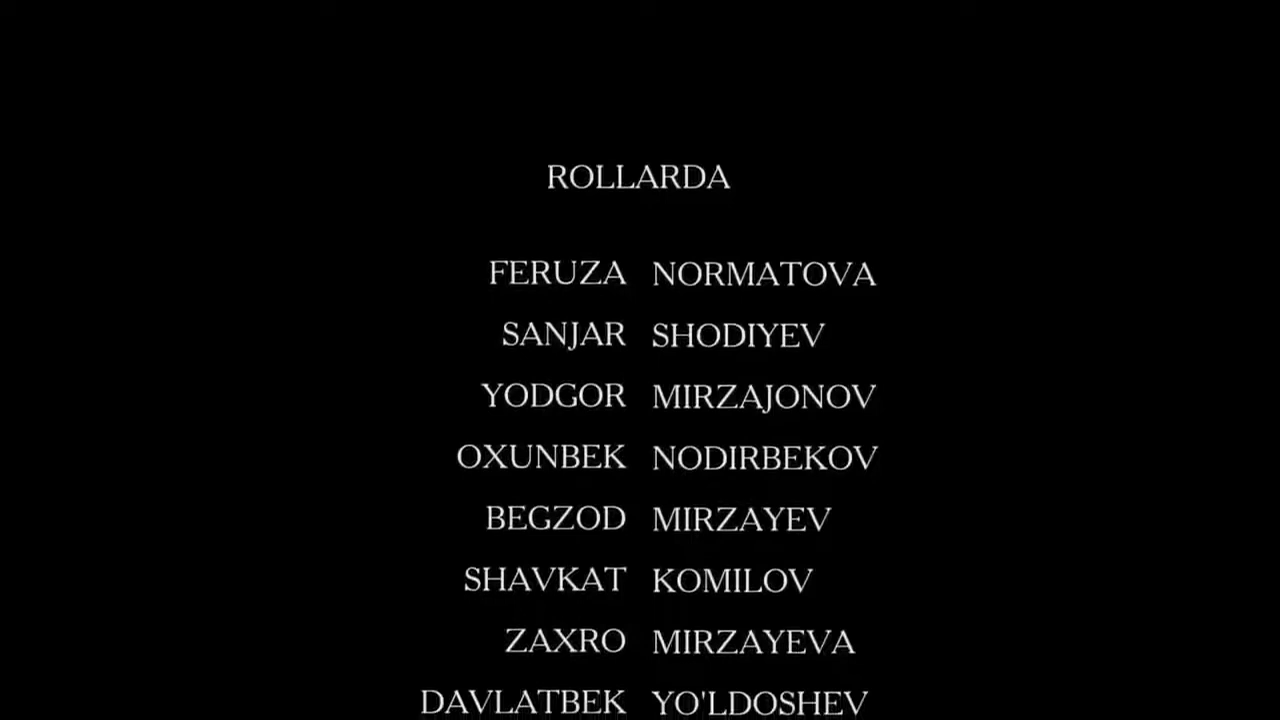 ROLLARDA
FERUZA NORMATOVA
SANJAR SHODIYEV
YODGOR MIRZAJONOV
OXUNBEK NODIRBEKOV
BEGZOD MIRZAYEV
SHAVKAT KOMILOV
ZAXRO MIRZAYEVA
DAVLATBEK YO'LDOSHEV